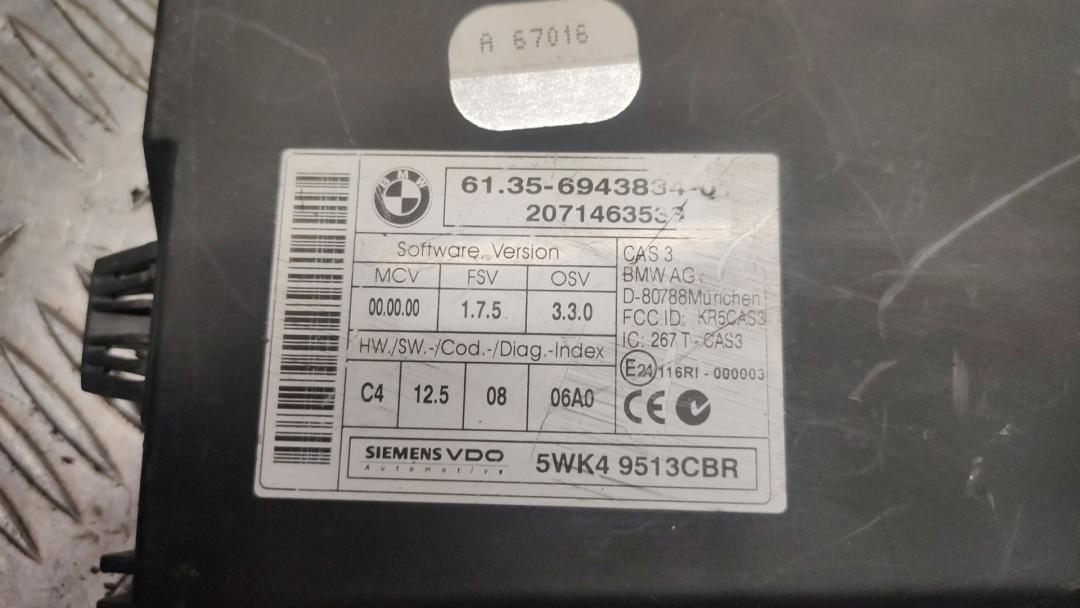 A 67016
BMW
61.35-6943834-0
207146353
Software, Version
MCV FSV OSV
00.00.00 1.7.5 3.3.0
HW./SW.-/Cod.-/Diag.-Index
C4 12.5 08 06A0
CAS 3
BMW AG
D-80788München
FCC ID: KR5CAS3
IC: 267 T - CAS3
E24 116RI - 000003
CE
SIEMENS VDO
Automotive
5WK4 9513CBR